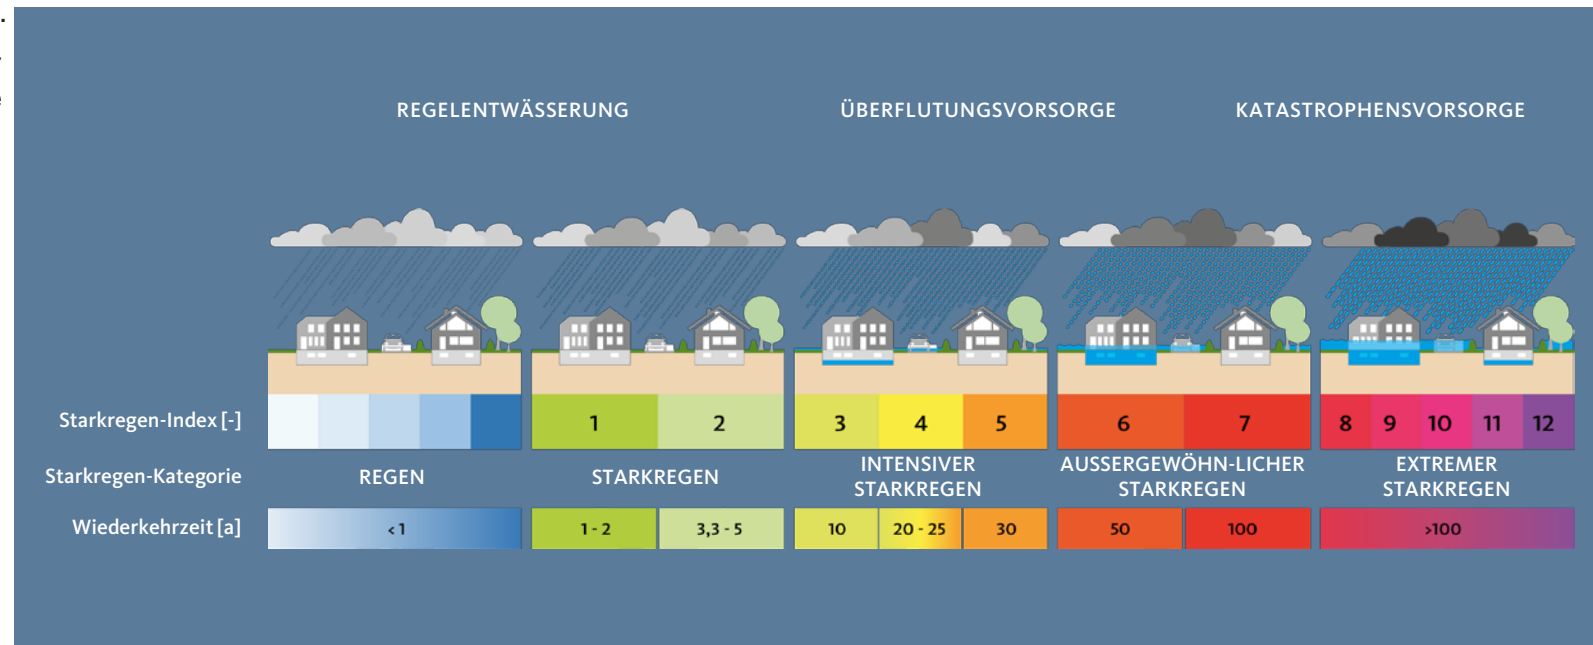 REGELENTWÄSSERUNG ÜBERFLUTUNGSVORSORGE KATASTROPHENSVORSORGE
Starkregen-Index [-] 1 2 3 4 5 6 7 8 9 10 11 12
Starkregen-Kategorie REGEN STARKREGEN INTENSIVER STARKREGEN AUSSERGEWÖHN-LICHER STARKREGEN EXTREMER STARKREGEN
Wiederkehrzeit [a] < 1 1 - 2 3,3 - 5 10 20 - 25 30 50 100 >100